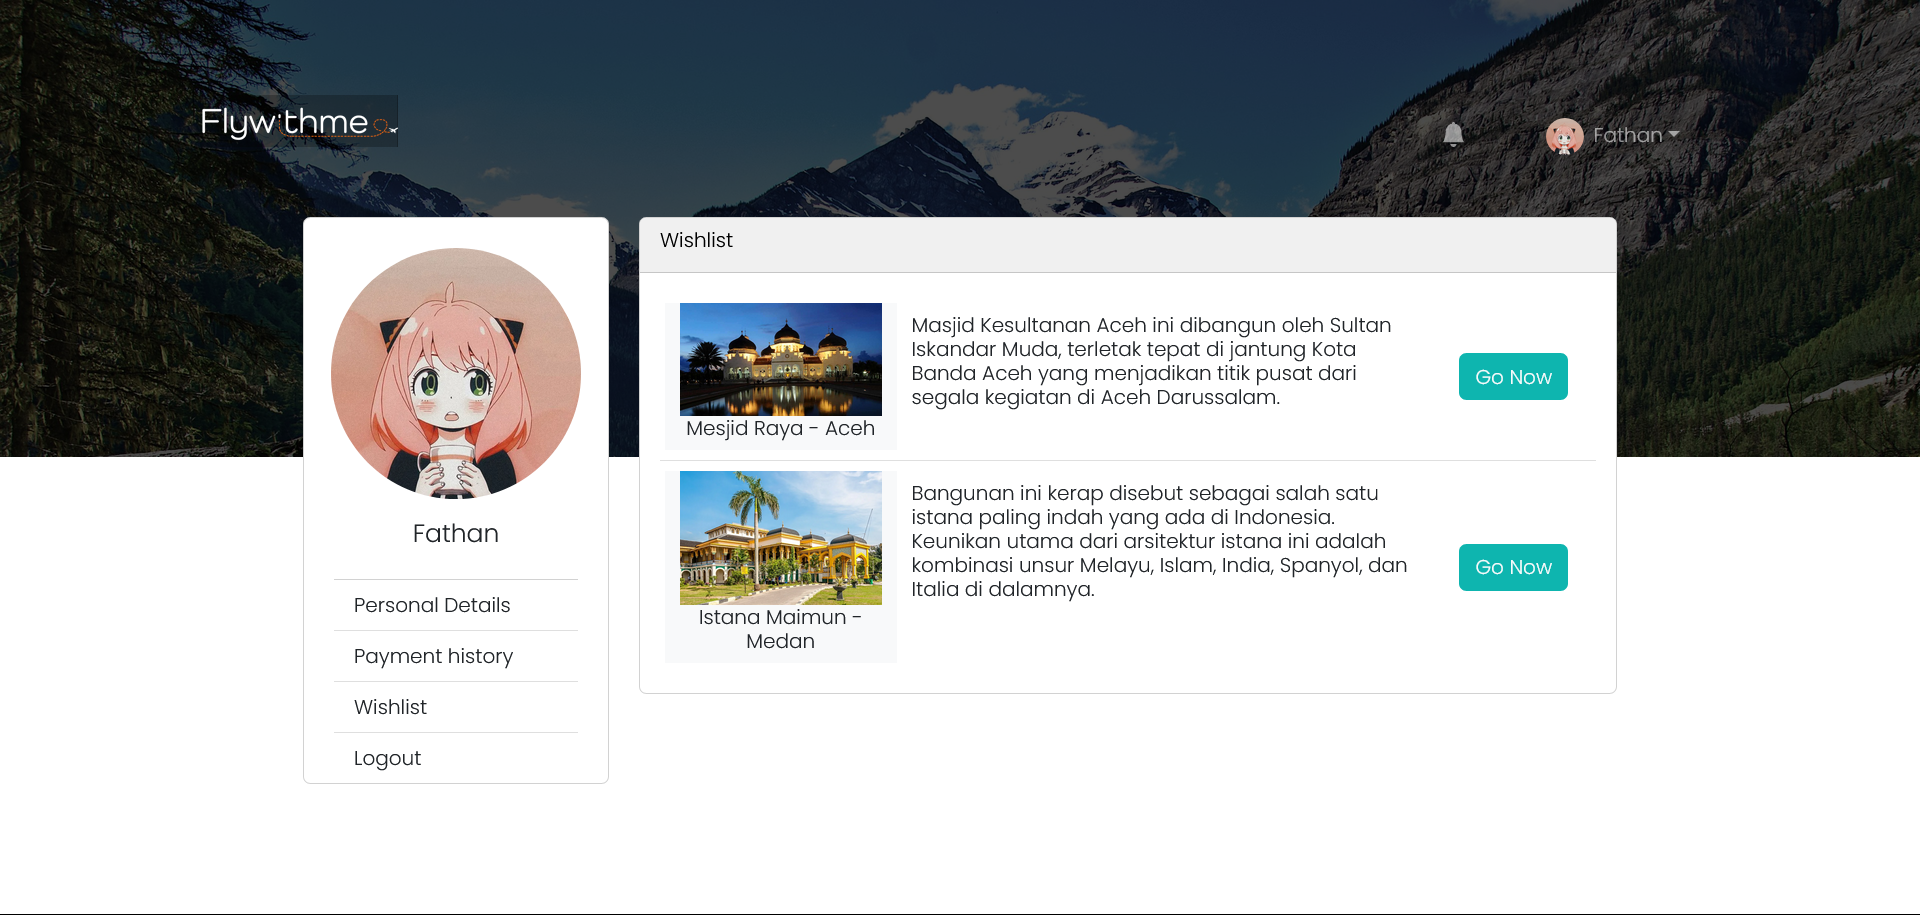 Flywithme
Fathan
Fathan
Personal Details
Payment history
Wishlist
Logout
Wishlist
Mesjid Raya - Aceh
Masjid Kesultanan Aceh ini dibangun oleh Sultan
Iskandar Muda, terletak tepat di jantung Kota
Banda Aceh yang menjadikan titik pusat dari
segala kegiatan di Aceh Darussalam.
Go Now
Istana Maimun -
Medan
Bangunan ini kerap disebut sebagai salah satu
istana paling indah yang ada di Indonesia.
Keunikan utama dari arsitektur istana ini adalah
kombinasi unsur Melayu, Islam, India, Spanyol, dan
Italia di dalamnya.
Go Now